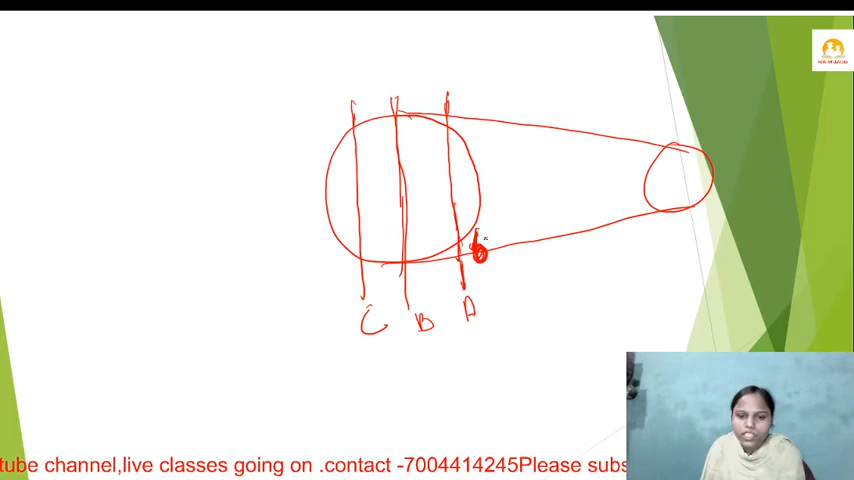 C B A
tube channel,live classes going on .contact -7004414245Please subs